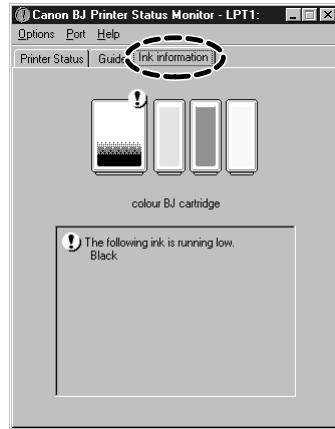 Canon BJ Printer Status Monitor - LPT1:
Options Port Help
Printer Status Guide Ink information
!
colour BJ cartridge
! The following ink is running low.
Black